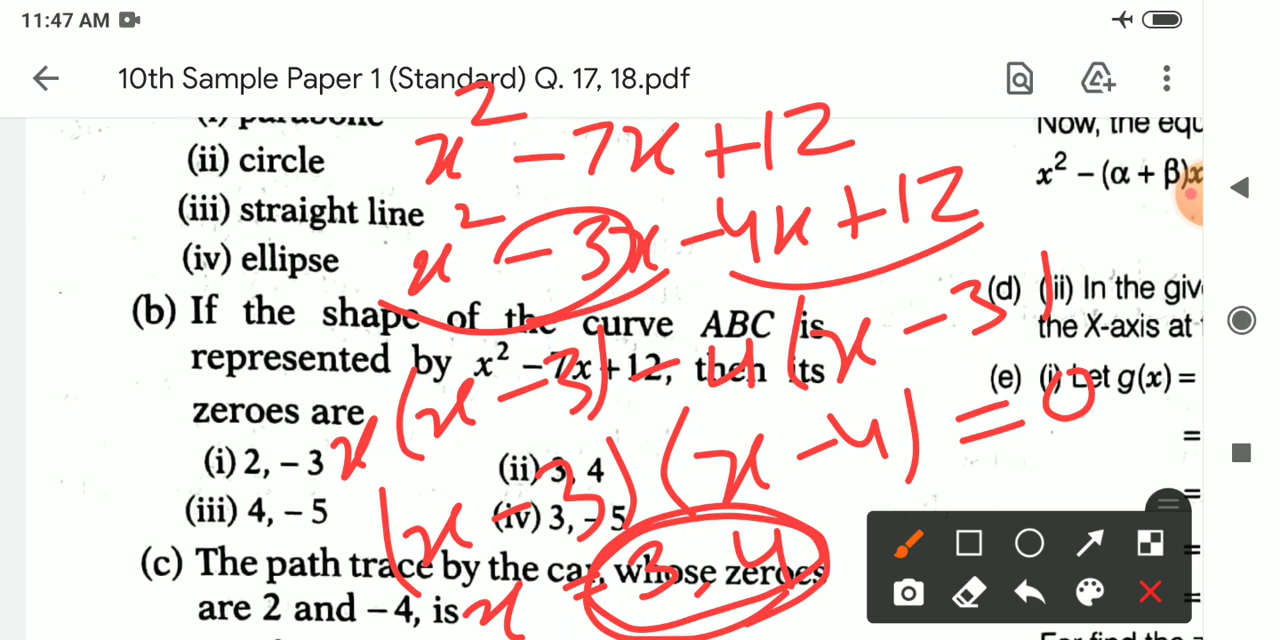 11:47 AM
10th Sample Paper 1 (Standard) Q. 17, 18.pdf
(ii) circle
(iii) straight line
(iv) ellipse
(b) If the shape of the curve ABC is
represented by x² – 7x + 12, then its
zeroes are
(i) 2, – 3 (ii) 3, 4
(iii) 4, – 5 (iv) 3, – 5
(c) The path trace by the car, whose zeroes
are 2 and – 4, is
x² – 7x + 12
x² – 3x – 4x + 12
x(x – 3) – 4(x – 3)
(x – 3)(x – 4) = 0
x = 3, 4
Now, the equ
x² – (α + β)x
(d) (ii) In the giv
the X-axis at
(e) (i) Let g(x) =
=
=
=
=